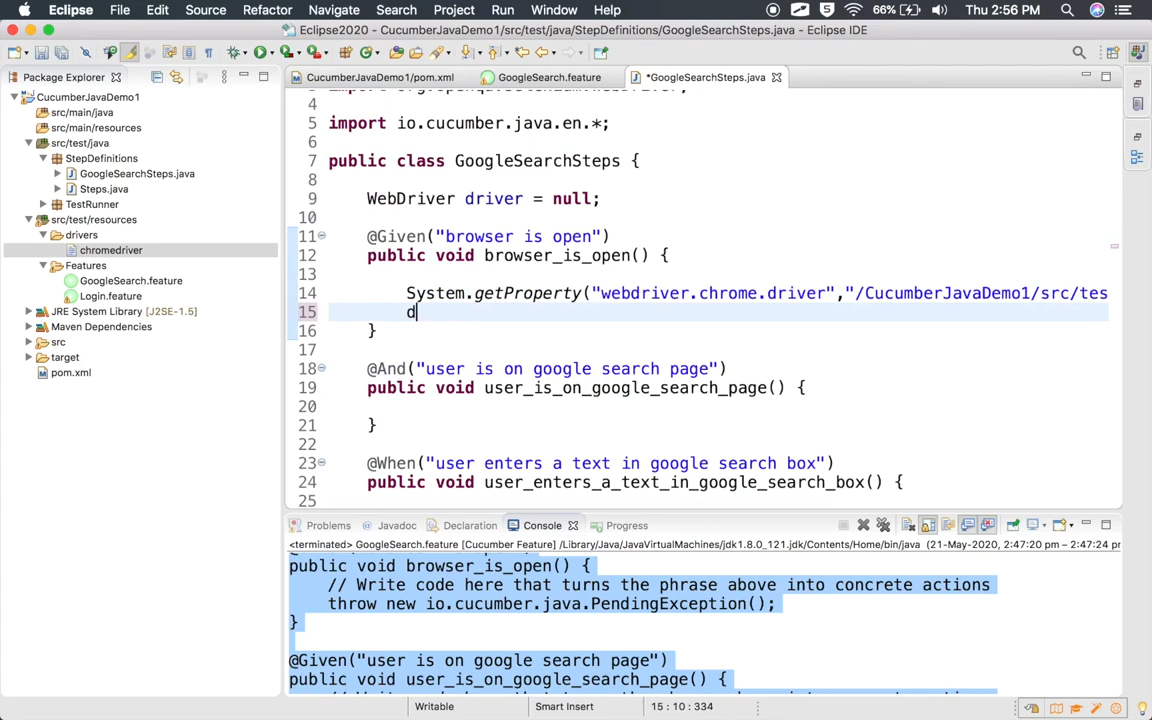 Eclipse File Edit Source Refactor Navigate Search Project Run Window Help 66% Thu 2:56 PM
Eclipse2020 - CucumberJavaDemo1/src/test/java/StepDefinitions/GoogleSearchSteps.java - Eclipse IDE
Package Explorer
CucumberJavaDemo1
src/main/java
src/main/resources
src/test/java
StepDefinitions
GoogleSearchSteps.java
Steps.java
TestRunner
src/test/resources
drivers
chromedriver
Features
GoogleSearch.feature
Login.feature
JRE System Library [J2SE-1.5]
Maven Dependencies
src
target
pom.xml
CucumberJavaDemo1/pom.xml GoogleSearch.feature *GoogleSearchSteps.java
4
5 import io.cucumber.java.en.*;
6
7 public class GoogleSearchSteps {
8
9 WebDriver driver = null;
10
11 @Given("browser is open")
12 public void browser_is_open() {
13
14 System.getProperty("webdriver.chrome.driver","/CucumberJavaDemo1/src/tes
15 d
16 }
17
18 @And("user is on google search page")
19 public void user_is_on_google_search_page() {
20
21 }
22
23 @When("user enters a text in google search box")
24 public void user_enters_a_text_in_google_search_box() {
25
Problems Javadoc Declaration Console Progress
<terminated> GoogleSearch.feature [Cucumber Feature] /Library/Java/JavaVirtualMachines/jdk1.8.0_121.jdk/Contents/Home/bin/java (21-May-2020, 2:47:20 pm – 2:47:24 pm)
public void browser_is_open() {
// Write code here that turns the phrase above into concrete actions
throw new io.cucumber.java.PendingException();
}
@Given("user is on google search page")
public void user_is_on_google_search_page() {
Writable Smart Insert 15 : 10 : 334